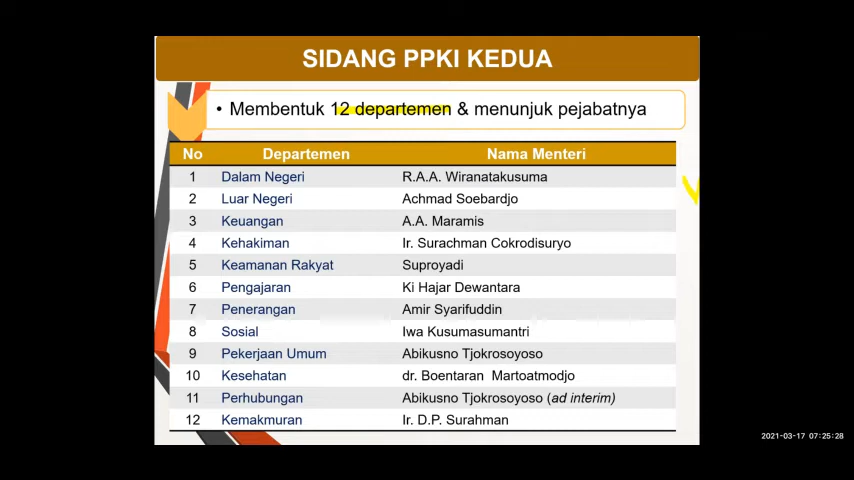 SIDANG PPKI KEDUA
• Membentuk 12 departemen & menunjuk pejabatnya
No Departemen Nama Menteri
1 Dalam Negeri R.A.A. Wiranatakusuma
2 Luar Negeri Achmad Soebardjo
3 Keuangan A.A. Maramis
4 Kehakiman Ir. Surachman Cokrodisuryo
5 Keamanan Rakyat Suproyadi
6 Pengajaran Ki Hajar Dewantara
7 Penerangan Amir Syarifuddin
8 Sosial Iwa Kusumasumantri
9 Pekerjaan Umum Abikusno Tjokrosoyoso
10 Kesehatan dr. Boentaran Martoatmodjo
11 Perhubungan Abikusno Tjokrosoyoso (ad interim)
12 Kemakmuran Ir. D.P. Surahman
2021-03-17 07:25:28